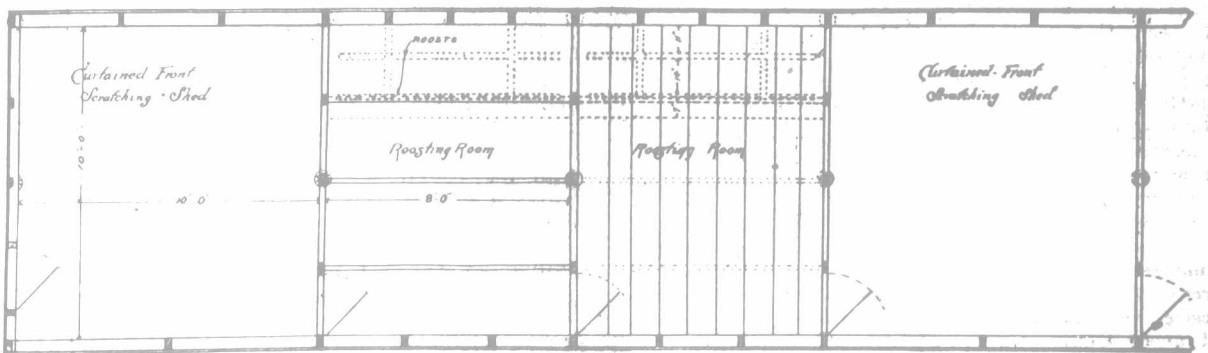 ROOSTS
Curtained Front
Scratching - Shed
Curtained - Front
Scratching Shed
Roosting Room
Roosting Room
10'-0
10'-0
8-0